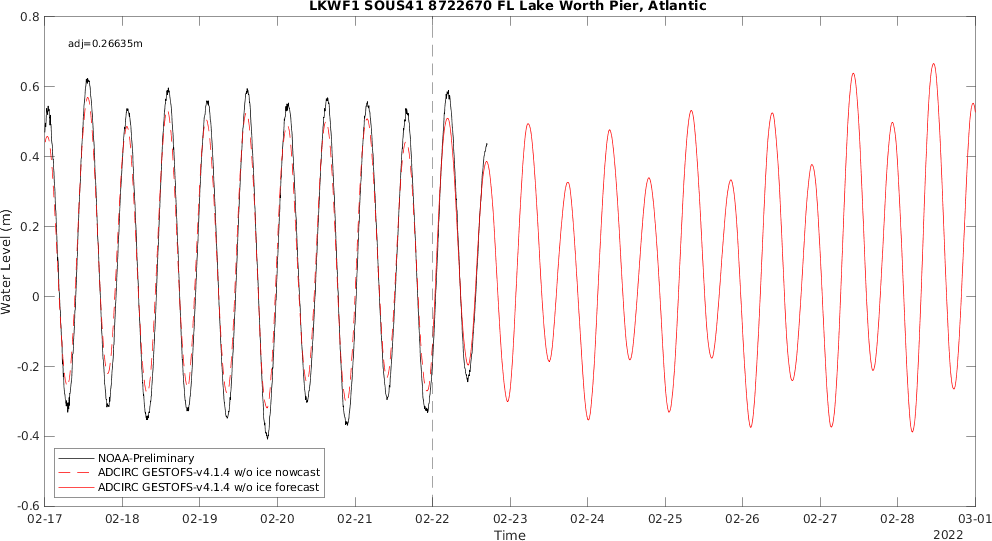 LKWF1 SOUS41 8722670 FL Lake Worth Pier, Atlantic
adj=0.26635m
0.8
0.6
0.4
0.2
0
-0.2
-0.4
-0.6
Water Level (m)
NOAA-Preliminary
ADCIRC GESTOFS-v4.1.4 w/o ice nowcast
ADCIRC GESTOFS-v4.1.4 w/o ice forecast
02-17 02-18 02-19 02-20 02-21 02-22 02-23 02-24 02-25 02-26 02-27 02-28 03-01
Time
2022